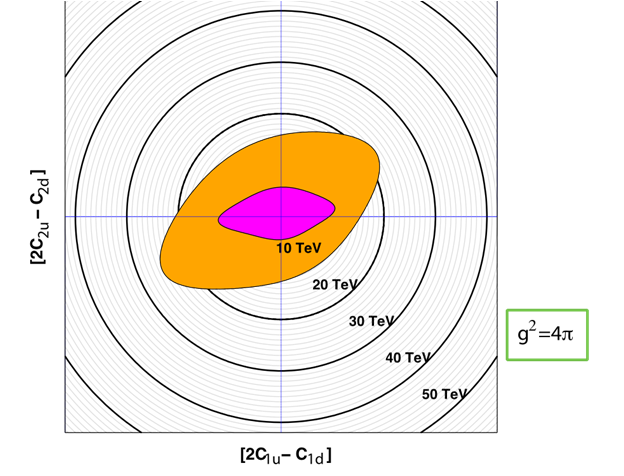 [2C2u – C2d]
10 TeV
20 TeV
30 TeV
40 TeV
50 TeV
g²=4π
[2C1u– C1d]